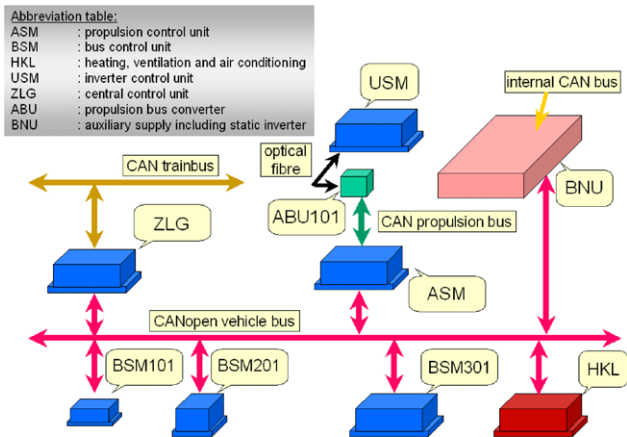 Abbreviation table:
ASM : propulsion control unit
BSM : bus control unit
HKL : heating, ventilation and air conditioning
USM : inverter control unit
ZLG : central control unit
ABU : propulsion bus converter
BNU : auxiliary supply including static inverter
USM
internal CAN bus
optical
fibre
CAN trainbus
BNU
ABU101
ZLG
CAN propulsion bus
ASM
CANopen vehicle bus
BSM101
BSM201
BSM301
HKL